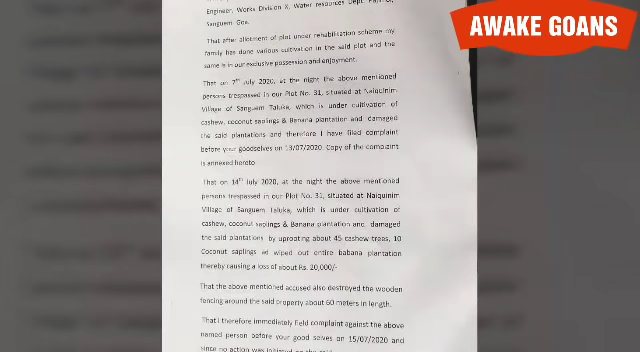 AWAKE GOANS
Engineer, Works Division X, Water resources Dept.
Sanguem Goa.
That after allotment of plot under rehabilitation scheme my
family has done various cultivation in the said plot and the
same is in our exclusive possession and enjoyment.
That on 7th July 2020, at the night the above mentioned
persons trespassed in our Plot No. 31, situated at Naiquinim
Village of Sanguem Taluka, which is under cultivation of
cashew, coconut saplings & Banana plantation and damaged
the said plantations and therefore I have filed complaint
before your goodselves on 13/07/2020. Copy of the complaint
is annexed hereto
That on 14th July 2020, at the night the above mentioned
persons trespassed in our Plot No. 31, situated at Naiquinim
Village of Sanguem Taluka, which is under cultivation of
cashew, coconut saplings & Banana plantation and damaged
the said plantations by uprooting about 45 cashew trees, 10
Coconut saplings ad wiped out entire babana plantation
thereby causing a loss of about Rs. 20,000/-
That the above mentioned accused also destroyed the wooden
fencing around the said property about 60 meters in length.
That I therefore immediately field complaint against the above
named person before your good selves on 15/07/2020 and
since no action was